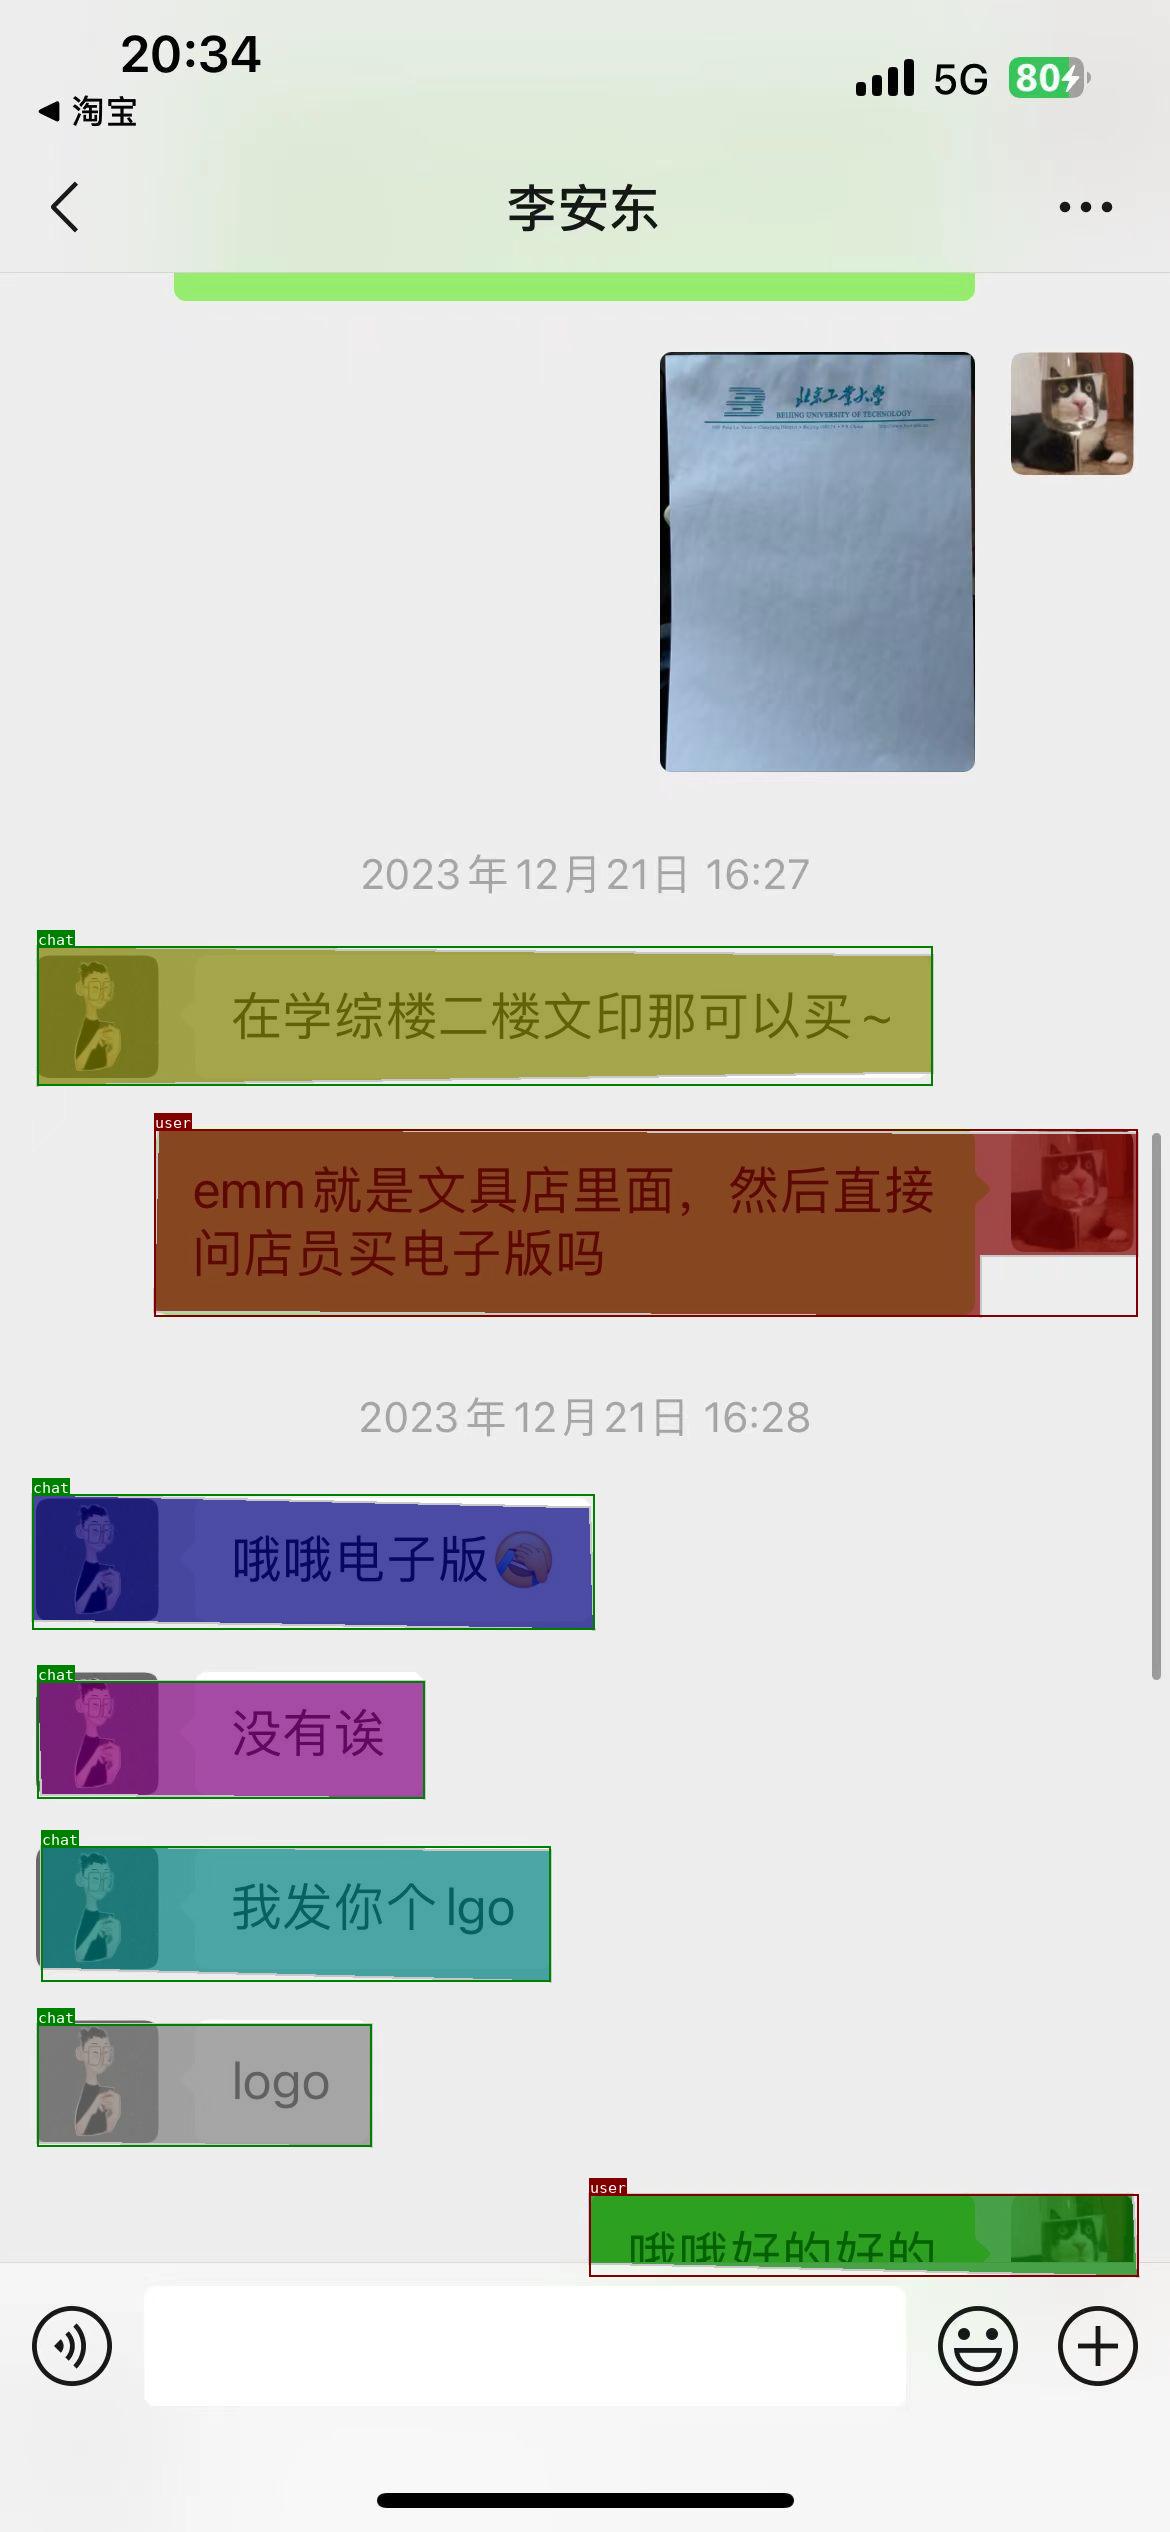 20:34
5G
80
淘宝
李安东
北京工业大学
BEIJING UNIVERSITY OF TECHNOLOGY
2023年12月21日 16:27
chat
在学综楼二楼文印那可以买~
user
emm就是文具店里面，然后直接
问店员买电子版吗
2023年12月21日 16:28
chat
哦哦电子版
chat
没有诶
chat
我发你个lgo
chat
logo
user
哦哦好的好的